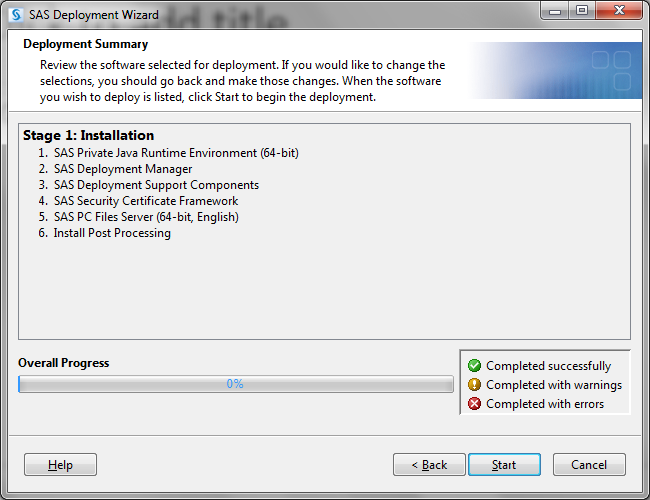 SAS Deployment Wizard
add title
Deployment Summary
Review the software selected for deployment. If you would like to change the
selections, you should go back and make those changes. When the software
you wish to deploy is listed, click Start to begin the deployment.
Stage 1: Installation
1. SAS Private Java Runtime Environment (64-bit)
2. SAS Deployment Manager
3. SAS Deployment Support Components
4. SAS Security Certificate Framework
5. SAS PC Files Server (64-bit, English)
6. Install Post Processing
Overall Progress
0%
Completed successfully
Completed with warnings
Completed with errors
Help
< Back
Start
Cancel